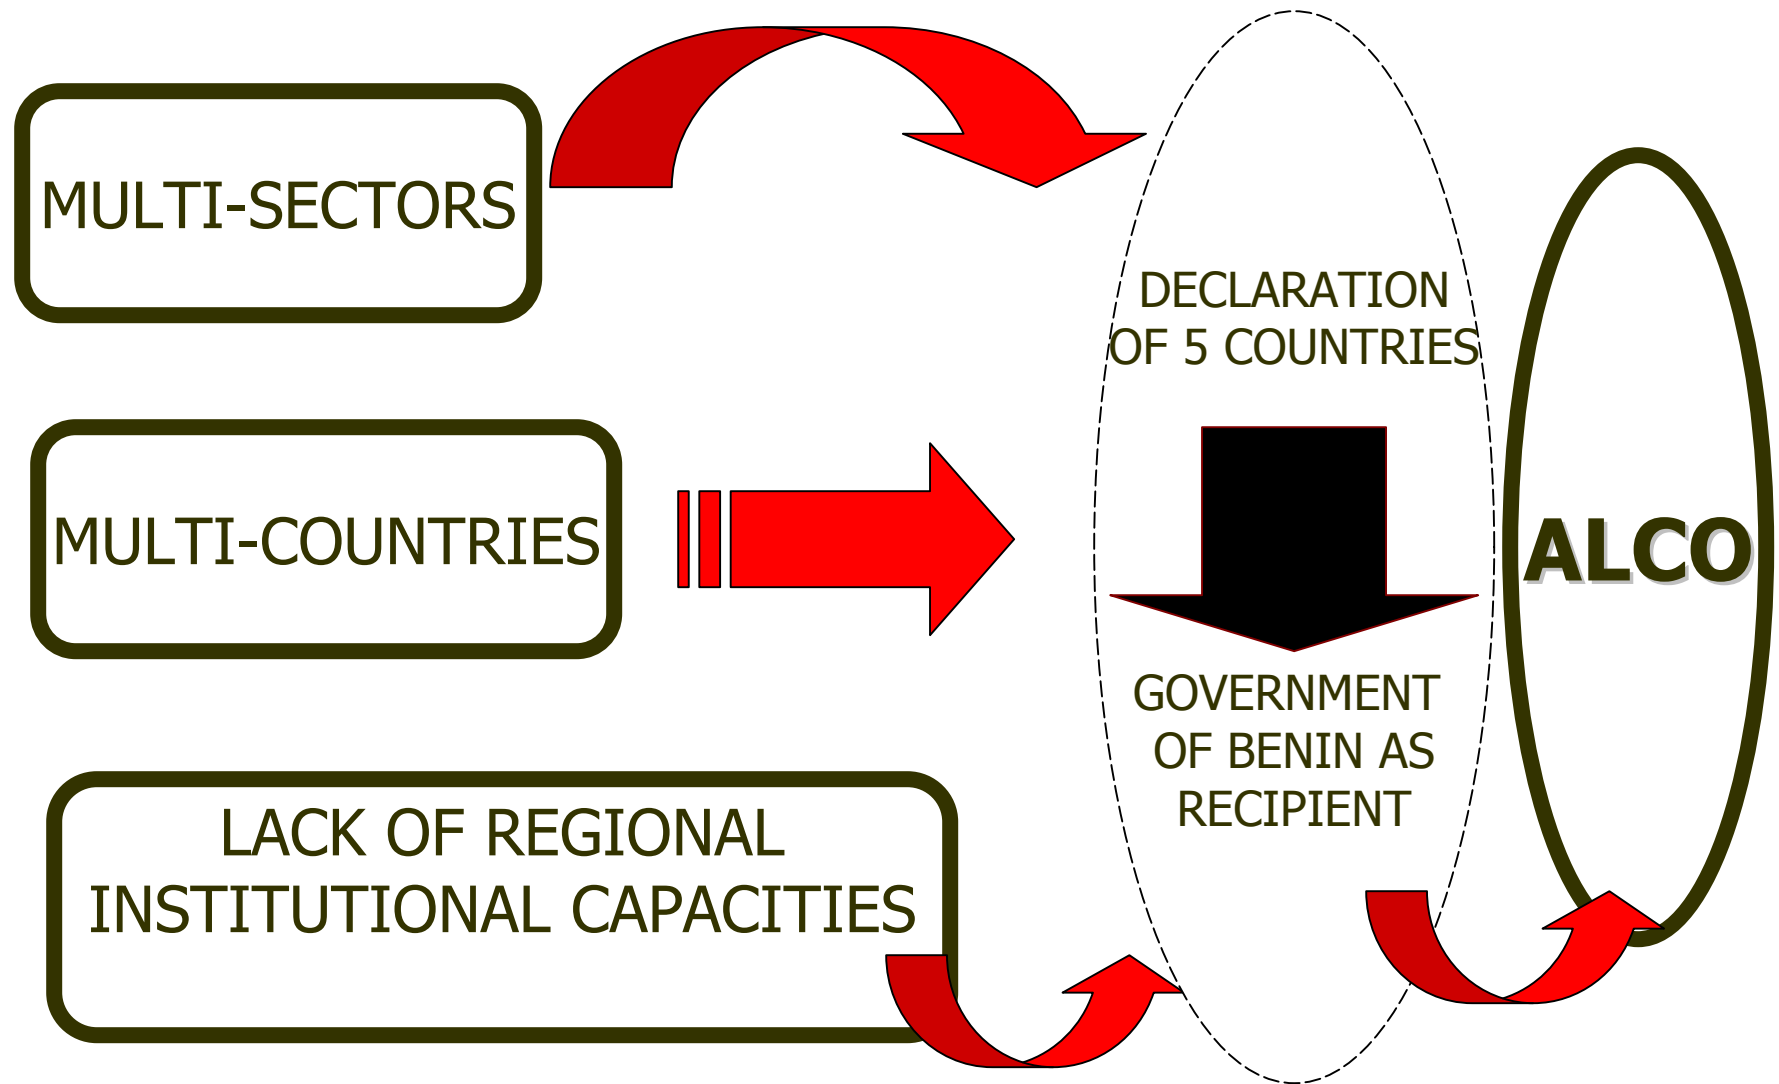 MULTI-SECTORS
MULTI-COUNTRIES
LACK OF REGIONAL
INSTITUTIONAL CAPACITIES
DECLARATION
OF 5 COUNTRIES
GOVERNMENT
OF BENIN AS
RECIPIENT
ALCO